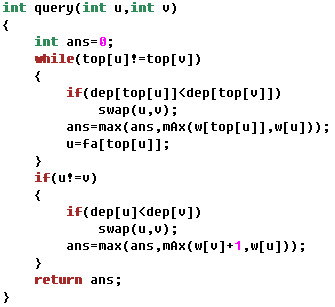 int query(int u,int v)
{
    int ans=0;
    while(top[u]!=top[v])
    {
        if(dep[top[u]]<dep[top[v]])
            swap(u,v);
        ans=max(ans,mAx(w[top[u]],w[u]));
        u=fa[top[u]];
    }
    if(u!=v)
    {
        if(dep[u]<dep[v])
            swap(u,v);
        ans=max(ans,mAx(w[v]+1,w[u]));
    }
    return ans;
}